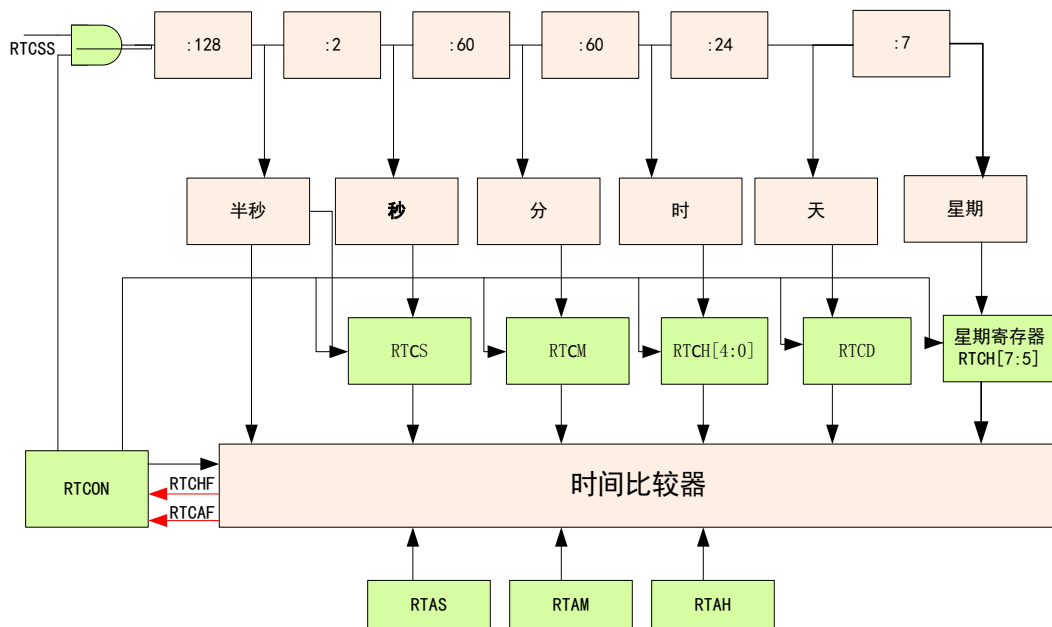 RTCSS
:128
:2
:60
:60
:24
:7
半秒
秒
分
时
天
星期
RTCS
RTCM
RTCH[4:0]
RTCD
星期寄存器
RTCH[7:5]
RTCON
RTCHF
RTCAF
时间比较器
RTAS
RTAM
RTAH